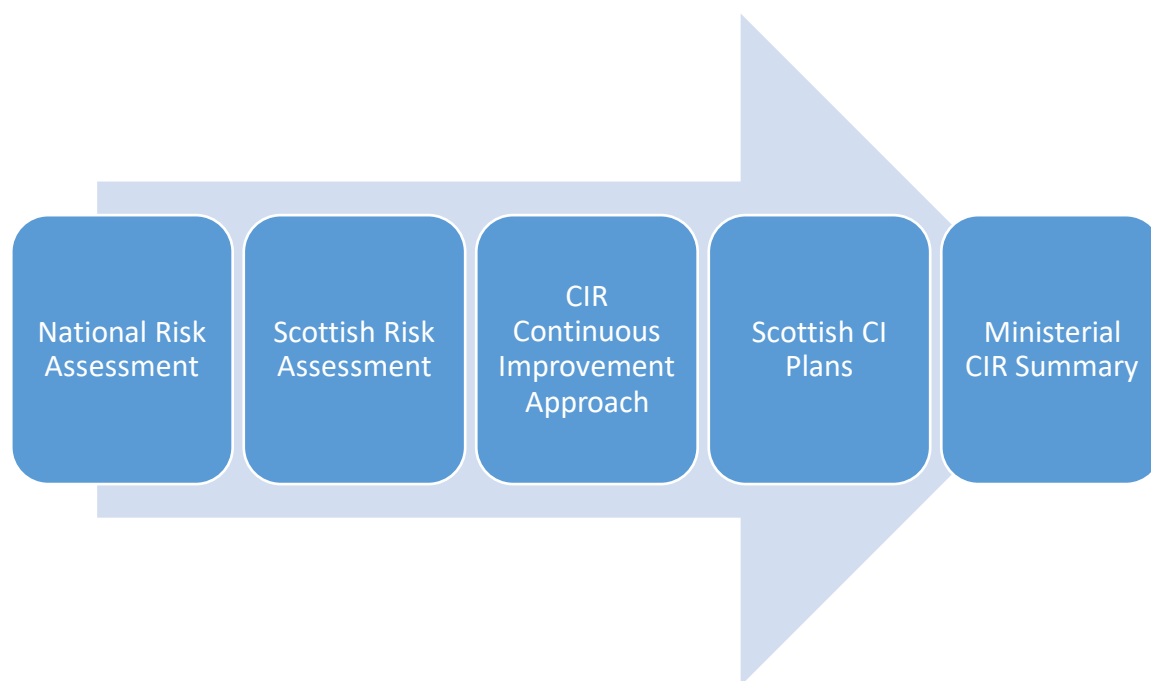 National Risk
Assessment
Scottish Risk
Assessment
CIR
Continuous
Improvement
Approach
Scottish CI
Plans
Ministerial
CIR Summary